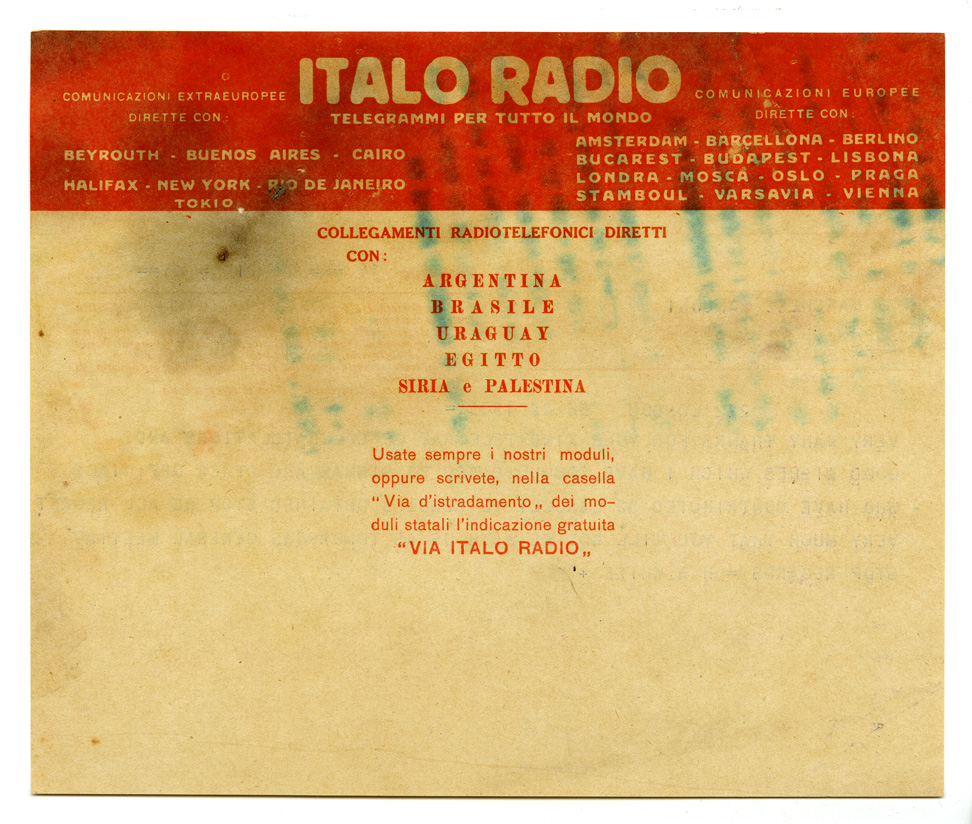 ITALO RADIO
TELEGRAMMI PER TUTTO IL MONDO
COMUNICAZIONI EXTRAEUROPEE
DIRETTE CON:
BEYROUTH - BUENOS AIRES - CAIRO
HALIFAX - NEW YORK - RIO DE JANEIRO
TOKIO
COMUNICAZIONI EUROPEE
DIRETTE CON:
AMSTERDAM - BARCELLONA - BERLINO
BUCAREST - BUDAPEST - LISBONA
LONDRA - MOSCA - OSLO - PRAGA
STAMBOUL - VARSAVIA - VIENNA
COLLEGAMENTI RADIOTELEFONICI DIRETTI
CON:
ARGENTINA
BRASILE
URAGUAY
EGITTO
SIRIA e PALESTINA
Usate sempre i nostri moduli,
oppure scrivete, nella casella
“Via d'istradamento„ dei mo-
duli statali l'indicazione gratuita
“VIA ITALO RADIO„